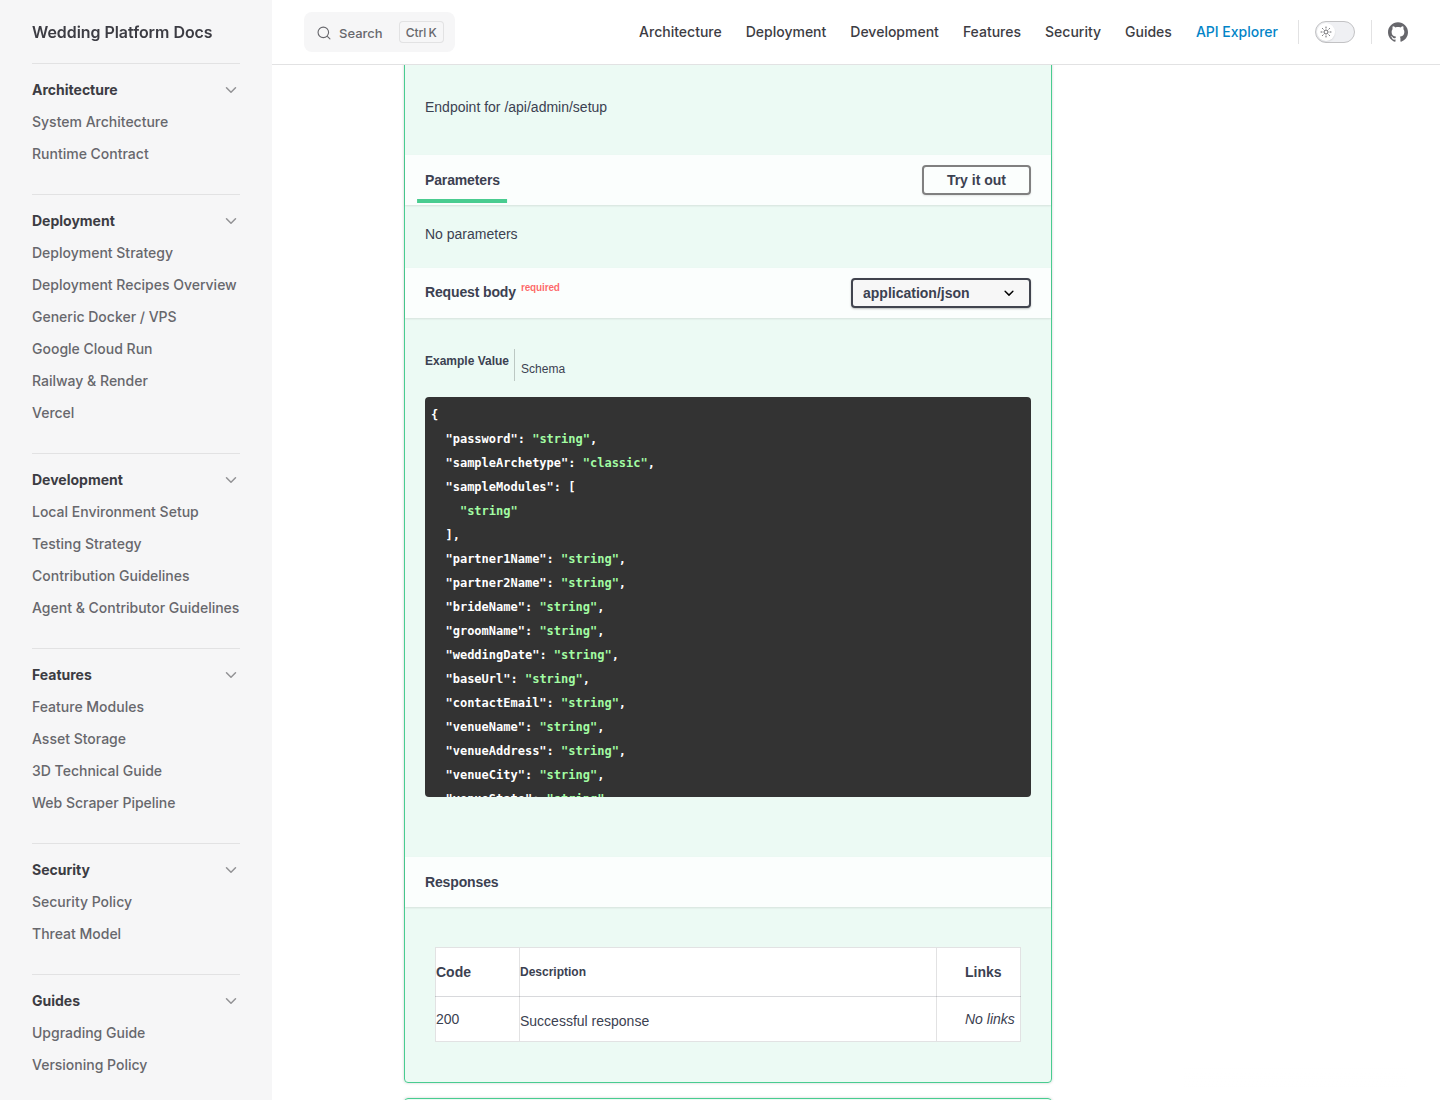 Wedding Platform Docs
Search Ctrl K
Architecture Deployment Development Features Security Guides API Explorer
Architecture
System Architecture
Runtime Contract
Deployment
Deployment Strategy
Deployment Recipes Overview
Generic Docker / VPS
Google Cloud Run
Railway & Render
Vercel
Development
Local Environment Setup
Testing Strategy
Contribution Guidelines
Agent & Contributor Guidelines
Features
Feature Modules
Asset Storage
3D Technical Guide
Web Scraper Pipeline
Security
Security Policy
Threat Model
Guides
Upgrading Guide
Versioning Policy
Endpoint for /api/admin/setup
Parameters Try it out
No parameters
Request body required application/json
Example Value Schema
{
"password": "string",
"sampleArchetype": "classic",
"sampleModules": [
"string"
],
"partner1Name": "string",
"partner2Name": "string",
"brideName": "string",
"groomName": "string",
"weddingDate": "string",
"baseUrl": "string",
"contactEmail": "string",
"venueName": "string",
"venueAddress": "string",
"venueCity": "string",
"venueState": "string",
Responses
Code Description Links
200 Successful response No links